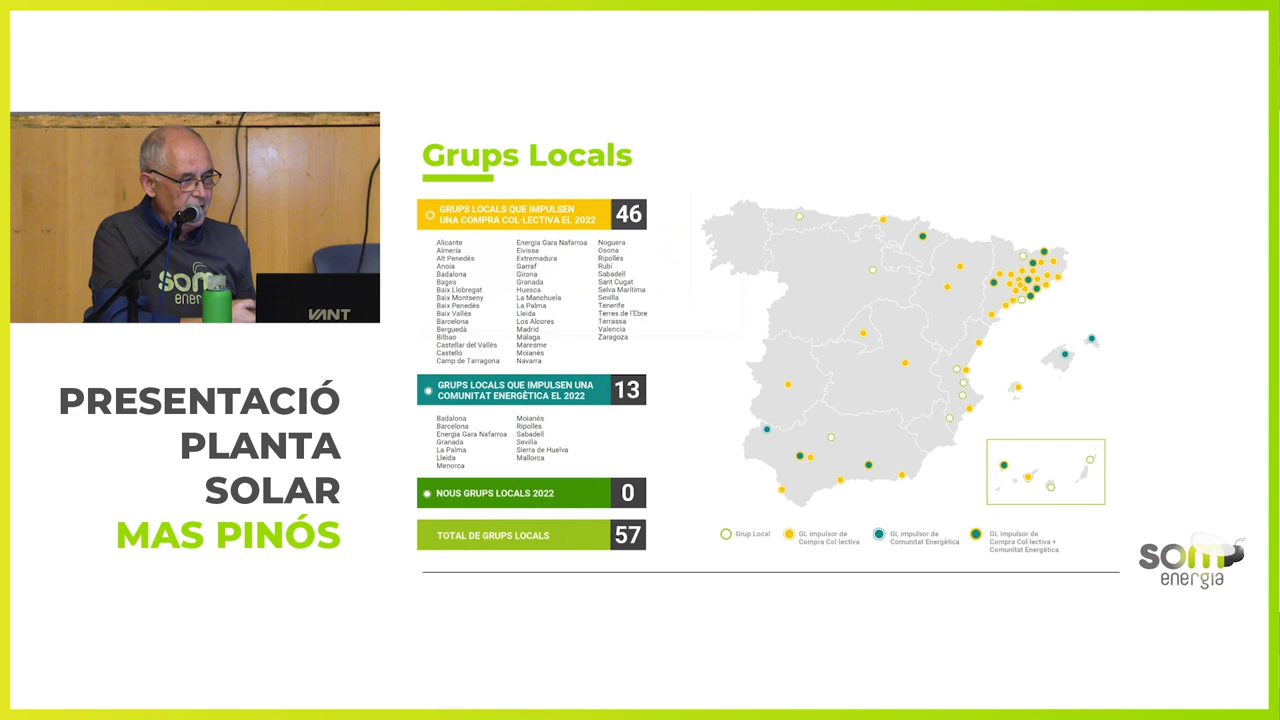 som
energ
VANT
PRESENTACIÓ
PLANTA
SOLAR
MAS PINÓS
Grups Locals
GRUPS LOCALS QUE IMPULSEN
UNA COMPRA COL·LECTIVA EL 2022
46
Alicante
Almería
Alt Penedès
Anoia
Badalona
Bages
Baix Llobregat
Baix Montseny
Baix Penedès
Baix Vallès
Barcelona
Berguedà
Bilbao
Castellar del Vallès
Castelló
Camp de Tarragona
Energia Gara Nafarroa
Eivissa
Extremadura
Garraf
Girona
Granada
Huesca
La Manchuela
La Palma
Lleida
Los Alcores
Madrid
Málaga
Maresme
Moianès
Navarra
Noguera
Osona
Ripollès
Rubí
Sabadell
Sant Cugat
Selva Marítima
Sevilla
Tenerife
Terres de l'Ebre
Terrassa
Valencia
Zaragoza
GRUPS LOCALS QUE IMPULSEN UNA
COMUNITAT ENERGÈTICA EL 2022
13
Badalona
Barcelona
Energia Gara Nafarroa
Granada
La Palma
Lleida
Menorca
Moianès
Ripollès
Sabadell
Sevilla
Sierra de Huelva
Mallorca
NOUS GRUPS LOCALS 2022
0
TOTAL DE GRUPS LOCALS
57
Grup Local
GL impulsor de
Compra Col·lectiva
GL impulsor de
Comunitat Energètica
GL impulsor de
Compra Col·lectiva +
Comunitat Energètica
som
energia